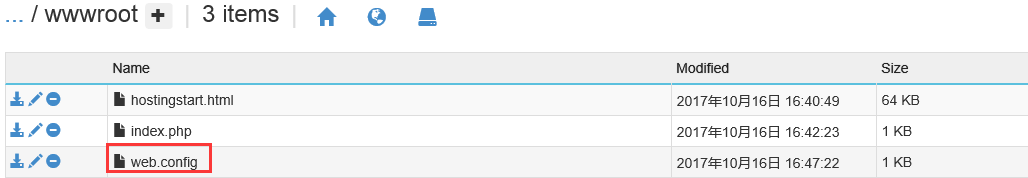 ... / wwwroot | 3 items |
Name Modified Size
hostingstart.html 2017年10月16日 16:40:49 64 KB
index.php 2017年10月16日 16:42:23 1 KB
web.config 2017年10月16日 16:47:22 1 KB